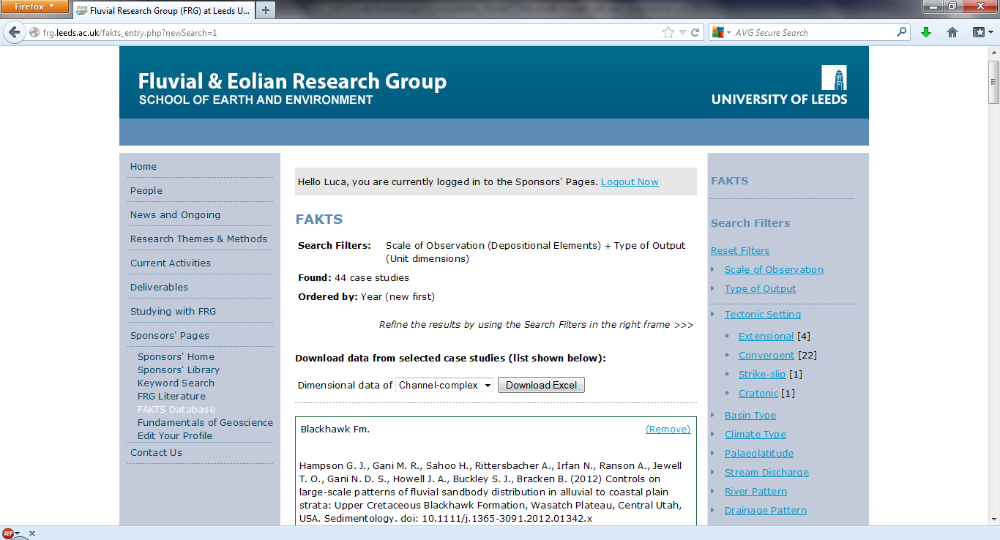 Firefox
Fluvial Research Group (FRG) at Leeds U...
frg.leeds.ac.uk/fakts_entry.php?newSearch=1
AVG Secure Search
Fluvial & Eolian Research Group
SCHOOL OF EARTH AND ENVIRONMENT
UNIVERSITY OF LEEDS
Home
People
News and Ongoing
Research Themes & Methods
Current Activities
Deliverables
Studying with FRG
Sponsors' Pages
Sponsors' Home
Sponsors' Library
Keyword Search
FRG Literature
FAKTS Database
Fundamentals of Geoscience
Edit Your Profile
Contact Us
Hello Luca, you are currently logged in to the Sponsors' Pages. Logout Now
FAKTS
Search Filters: Scale of Observation (Depositional Elements) + Type of Output
(Unit dimensions)
Found: 44 case studies
Ordered by: Year (new first)
Refine the results by using the Search Filters in the right frame >>>
Download data from selected case studies (list shown below):
Dimensional data of Channel-complex Download Excel
Blackhawk Fm. (Remove)
Hampson G. J., Gani M. R., Sahoo H., Rittersbacher A., Irfan N., Ranson A., Jewell
T. O., Gani N. D. S., Howell J. A., Buckley S. J., Bracken B. (2012) Controls on
large-scale patterns of fluvial sandbody distribution in alluvial to coastal plain
strata: Upper Cretaceous Blackhawk Formation, Wasatch Plateau, Central Utah,
USA. Sedimentology. doi: 10.1111/j.1365-3091.2012.01342.x
FAKTS
Search Filters
Reset Filters
Scale of Observation
Type of Output
Tectonic Setting
Extensional [4]
Convergent [22]
Strike-slip [1]
Cratonic [1]
Basin Type
Climate Type
Palaeolatitude
Stream Discharge
River Pattern
Drainage Pattern
ABP